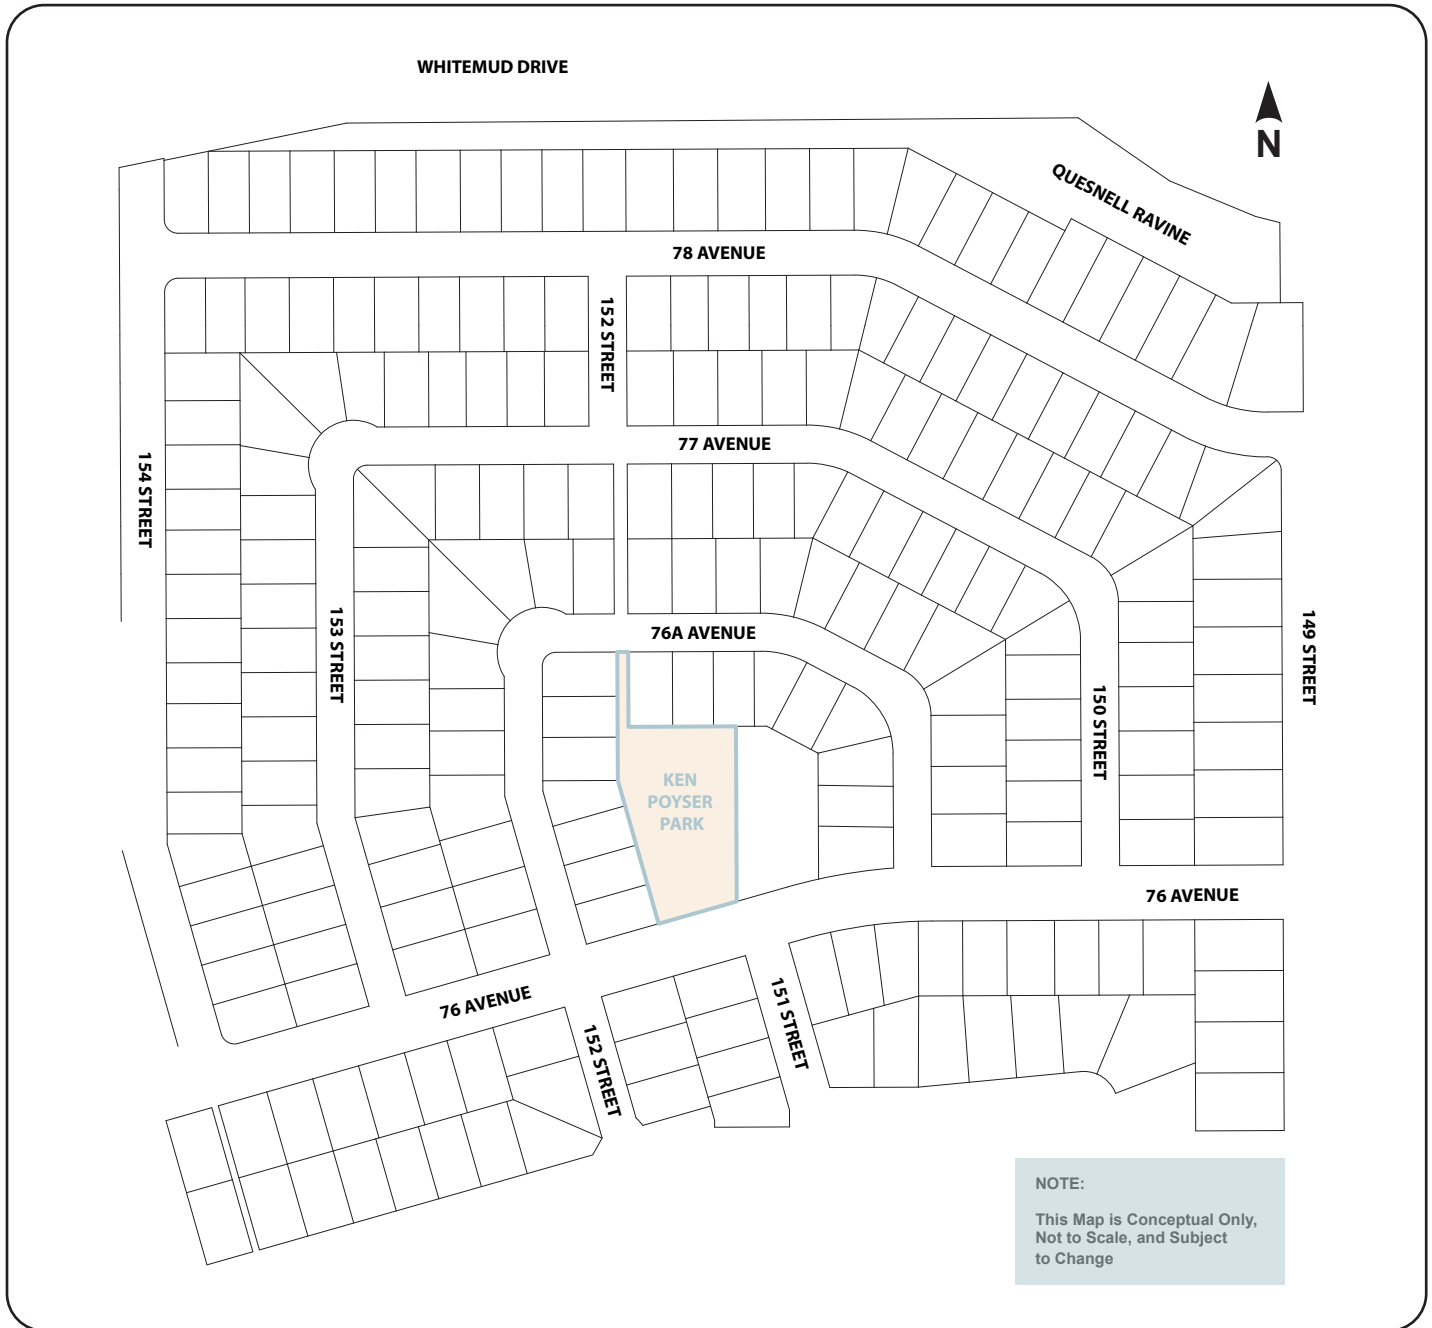 WHITEMUD DRIVE
N
QUESNELL RAVINE
78 AVENUE
152 STREET
77 AVENUE
154 STREET
153 STREET
76A AVENUE
149 STREET
150 STREET
KEN
POYSER
PARK
76 AVENUE
76 AVENUE
151 STREET
152 STREET
NOTE:
This Map is Conceptual Only,
Not to Scale, and Subject
to Change